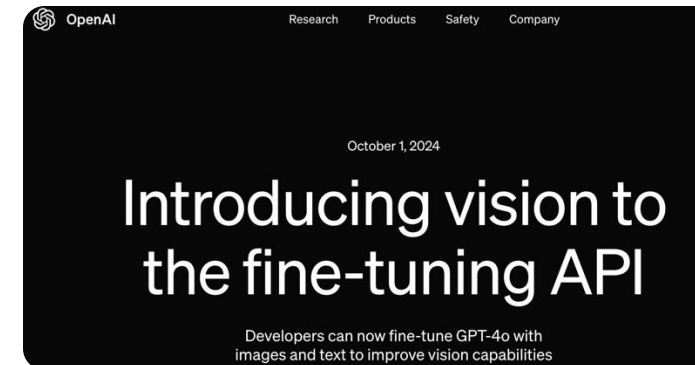 OpenAI
Research Products Safety Company
October 1, 2024
Introducing vision to
the fine-tuning API
Developers can now fine-tune GPT-4o with
images and text to improve vision capabilities